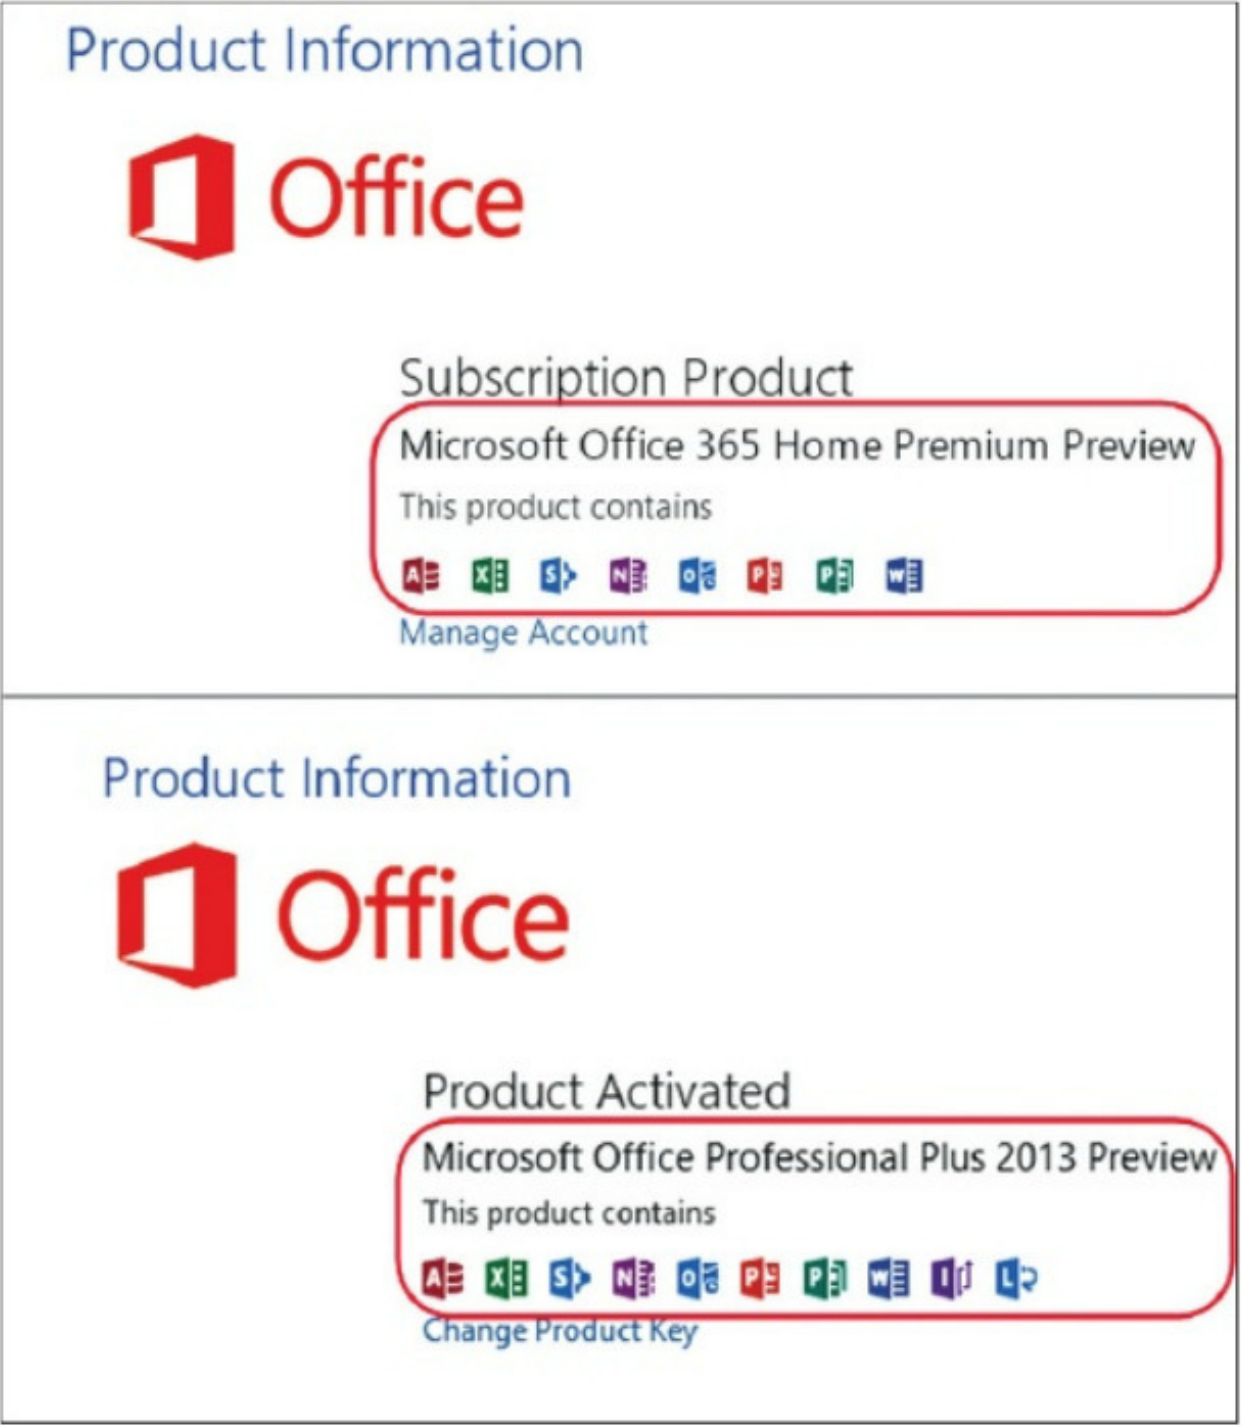 Product Information
Office
Subscription Product
Microsoft Office 365 Home Premium Preview
This product contains
A X S N O P P W
Manage Account
Product Information
Office
Product Activated
Microsoft Office Professional Plus 2013 Preview
This product contains
A X S N O P P W I L
Change Product Key